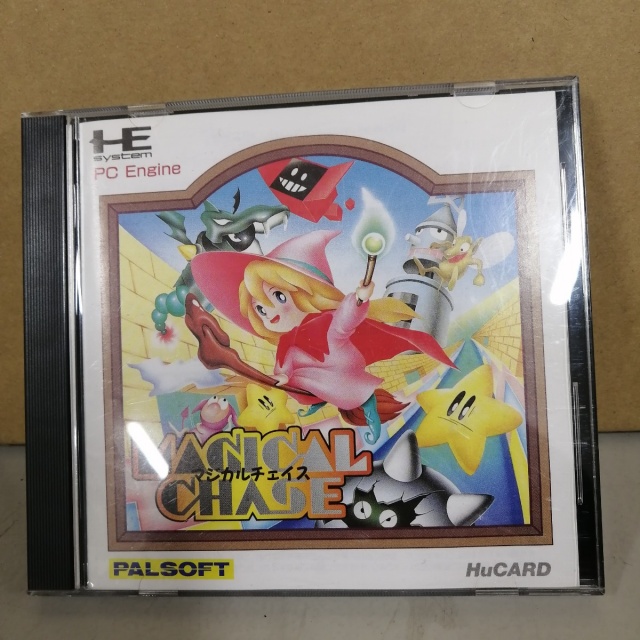 HE
system
PC Engine
MAGICAL
マジカルチェイス
CHASE
PALSOFT
HuCARD